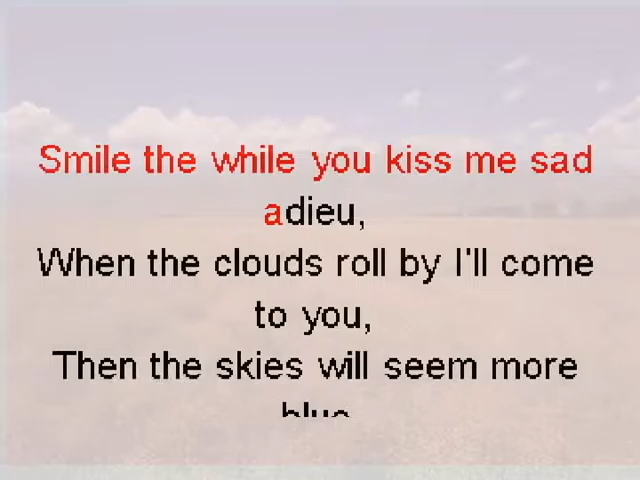 Smile the while you kiss me sad
adieu,
When the clouds roll by I'll come
to you,
Then the skies will seem more
blue